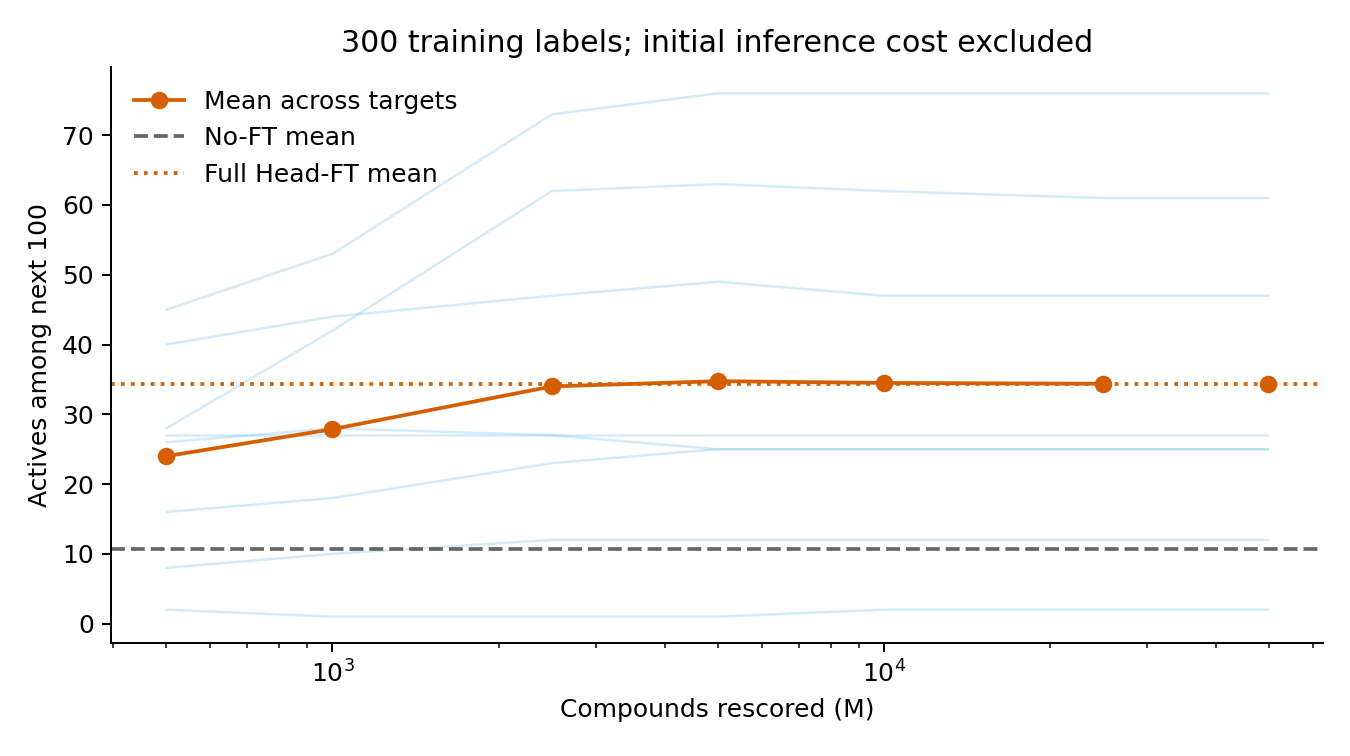 300 training labels; initial inference cost excluded
Mean across targets
No-FT mean
Full Head-FT mean
Actives among next 100
70
60
50
40
30
20
10
0
10³
10⁴
Compounds rescored (M)